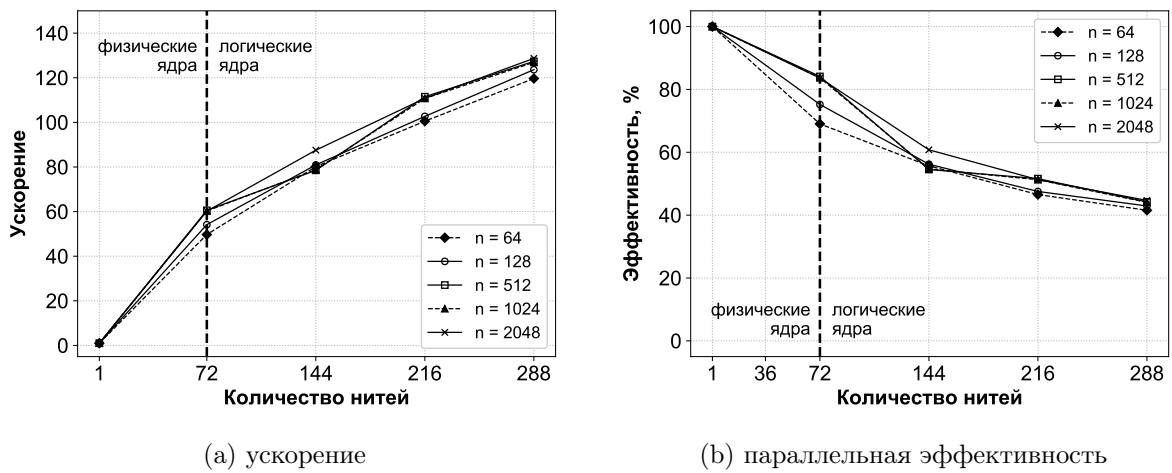 140
120
100
80
60
40
20
0
Ускорение
физические
ядра
логические
ядра
n = 64
n = 128
n = 512
n = 1024
n = 2048
1 72 144 216 288
Количество нитей
(a) ускорение
100
80
60
40
20
0
Эффективность, %
n = 64
n = 128
n = 512
n = 1024
n = 2048
физические
ядра
логические
ядра
1 36 72 144 216 288
Количество нитей
(b) параллельная эффективность